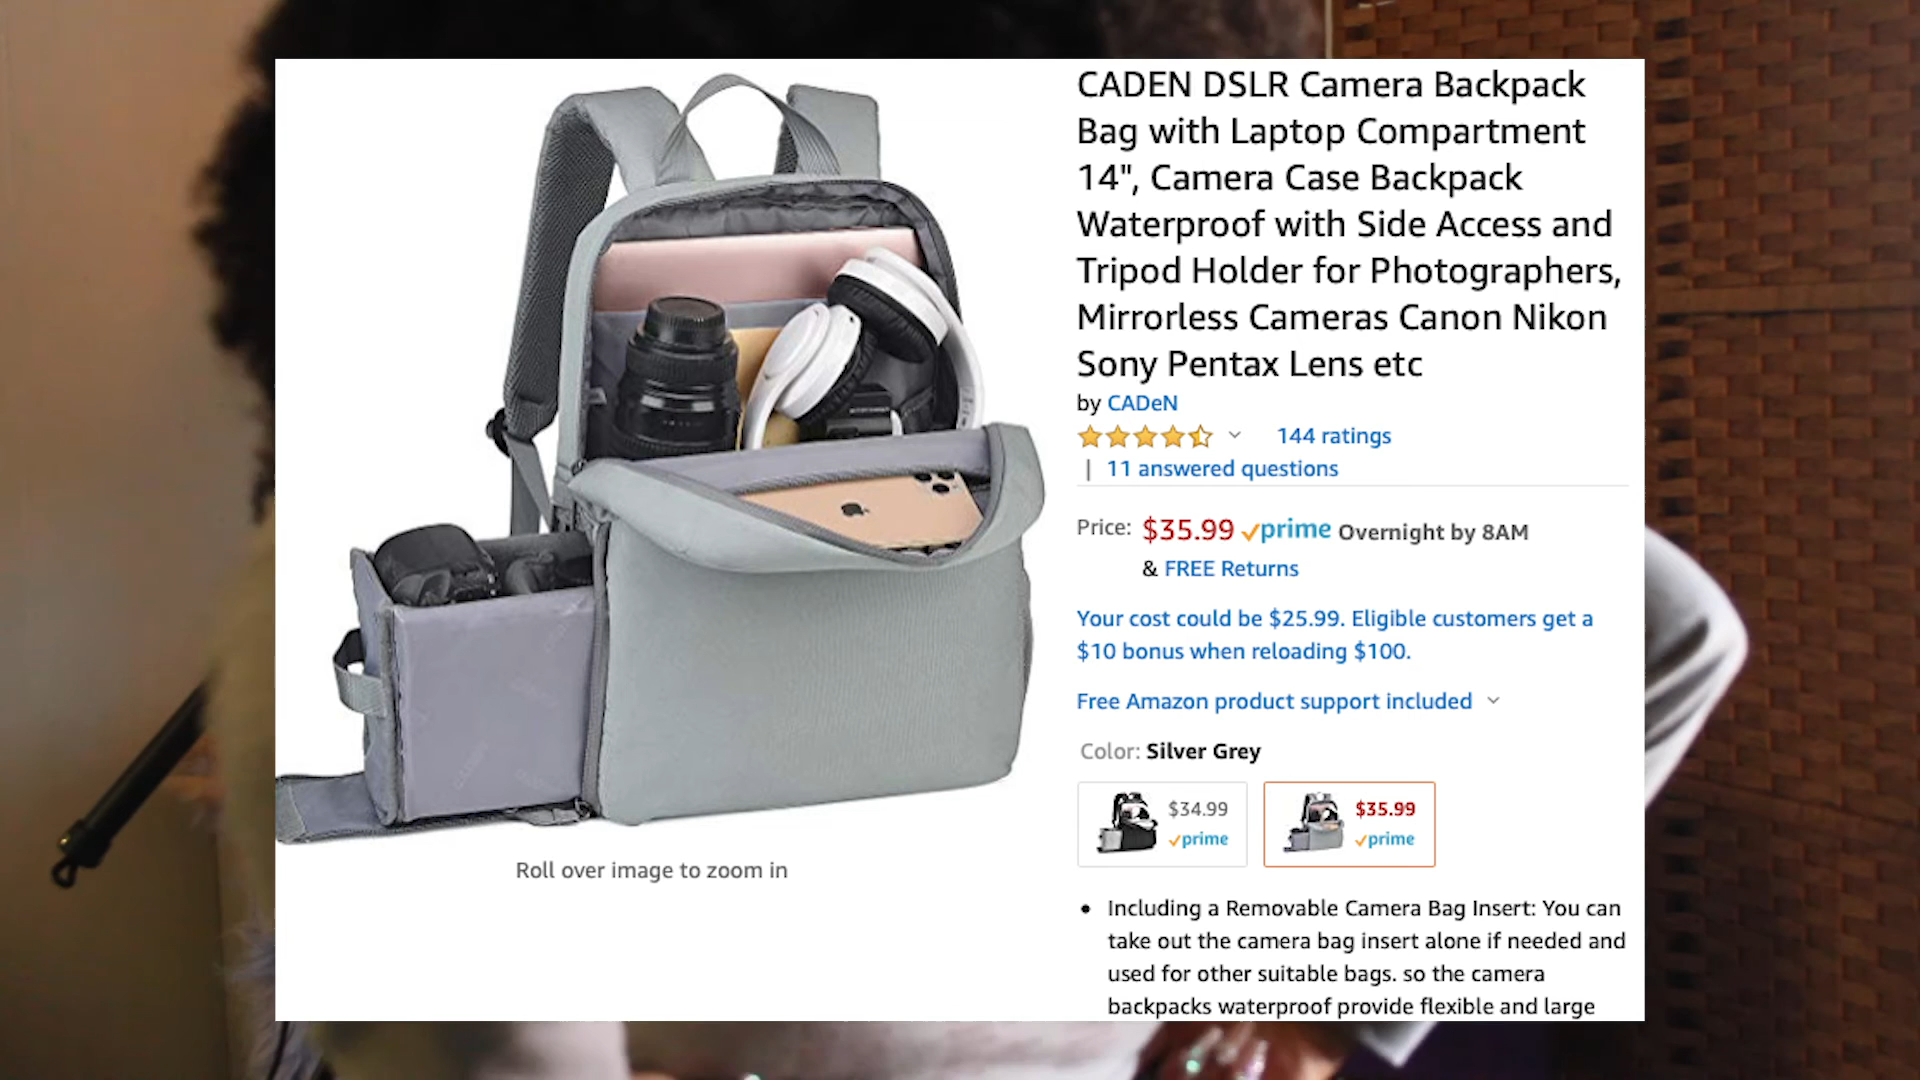 CADEN DSLR Camera Backpack
Bag with Laptop Compartment
14", Camera Case Backpack
Waterproof with Side Access and
Tripod Holder for Photographers,
Mirrorless Cameras Canon Nikon
Sony Pentax Lens etc
by CADeN
144 ratings
| 11 answered questions
Price: $35.99 prime Overnight by 8AM
& FREE Returns
Your cost could be $25.99. Eligible customers get a
$10 bonus when reloading $100.
Free Amazon product support included
Color: Silver Grey
$34.99 $35.99
prime prime
Roll over image to zoom in
• Including a Removable Camera Bag Insert: You can
take out the camera bag insert alone if needed and
used for other suitable bags. so the camera
backpacks waterproof provide flexible and large